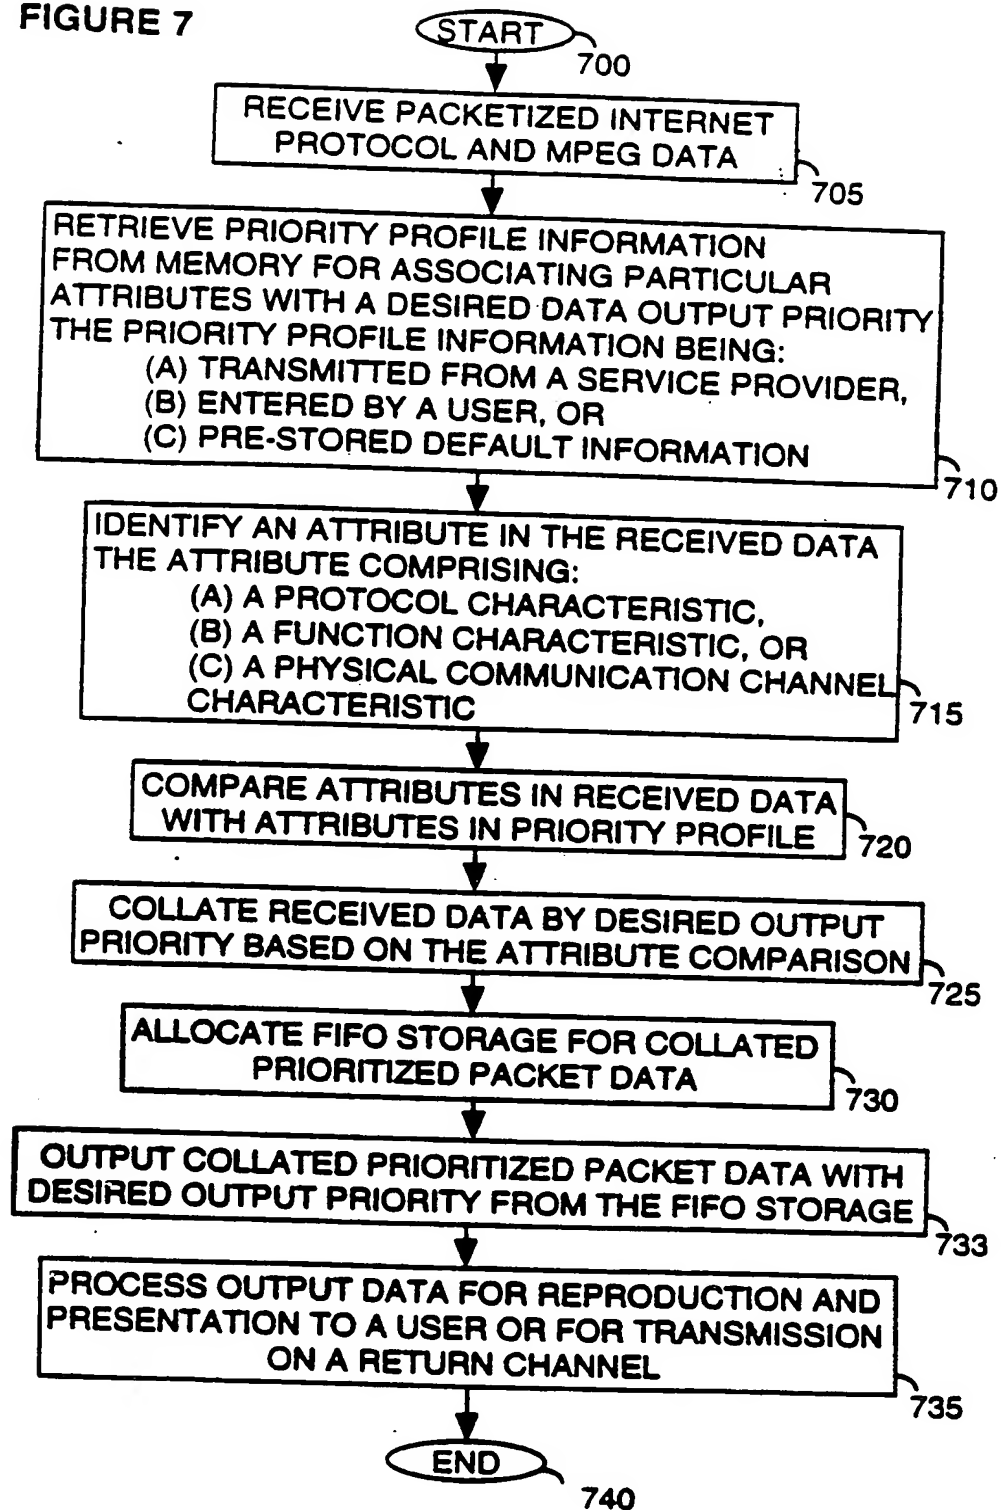 FIGURE 7
START
700
RECEIVE PACKETIZED INTERNET
PROTOCOL AND MPEG DATA
705
RETRIEVE PRIORITY PROFILE INFORMATION
FROM MEMORY FOR ASSOCIATING PARTICULAR
ATTRIBUTES WITH A DESIRED DATA OUTPUT PRIORITY
THE PRIORITY PROFILE INFORMATION BEING:
(A) TRANSMITTED FROM A SERVICE PROVIDER,
(B) ENTERED BY A USER, OR
(C) PRE-STORED DEFAULT INFORMATION
710
IDENTIFY AN ATTRIBUTE IN THE RECEIVED DATA
THE ATTRIBUTE COMPRISING:
(A) A PROTOCOL CHARACTERISTIC,
(B) A FUNCTION CHARACTERISTIC, OR
(C) A PHYSICAL COMMUNICATION CHANNEL
CHARACTERISTIC
715
COMPARE ATTRIBUTES IN RECEIVED DATA
WITH ATTRIBUTES IN PRIORITY PROFILE
720
COLLATE RECEIVED DATA BY DESIRED OUTPUT
PRIORITY BASED ON THE ATTRIBUTE COMPARISON
725
ALLOCATE FIFO STORAGE FOR COLLATED
PRIORITIZED PACKET DATA
730
OUTPUT COLLATED PRIORITIZED PACKET DATA WITH
DESIRED OUTPUT PRIORITY FROM THE FIFO STORAGE
733
PROCESS OUTPUT DATA FOR REPRODUCTION AND
PRESENTATION TO A USER OR FOR TRANSMISSION
ON A RETURN CHANNEL
735
END
740